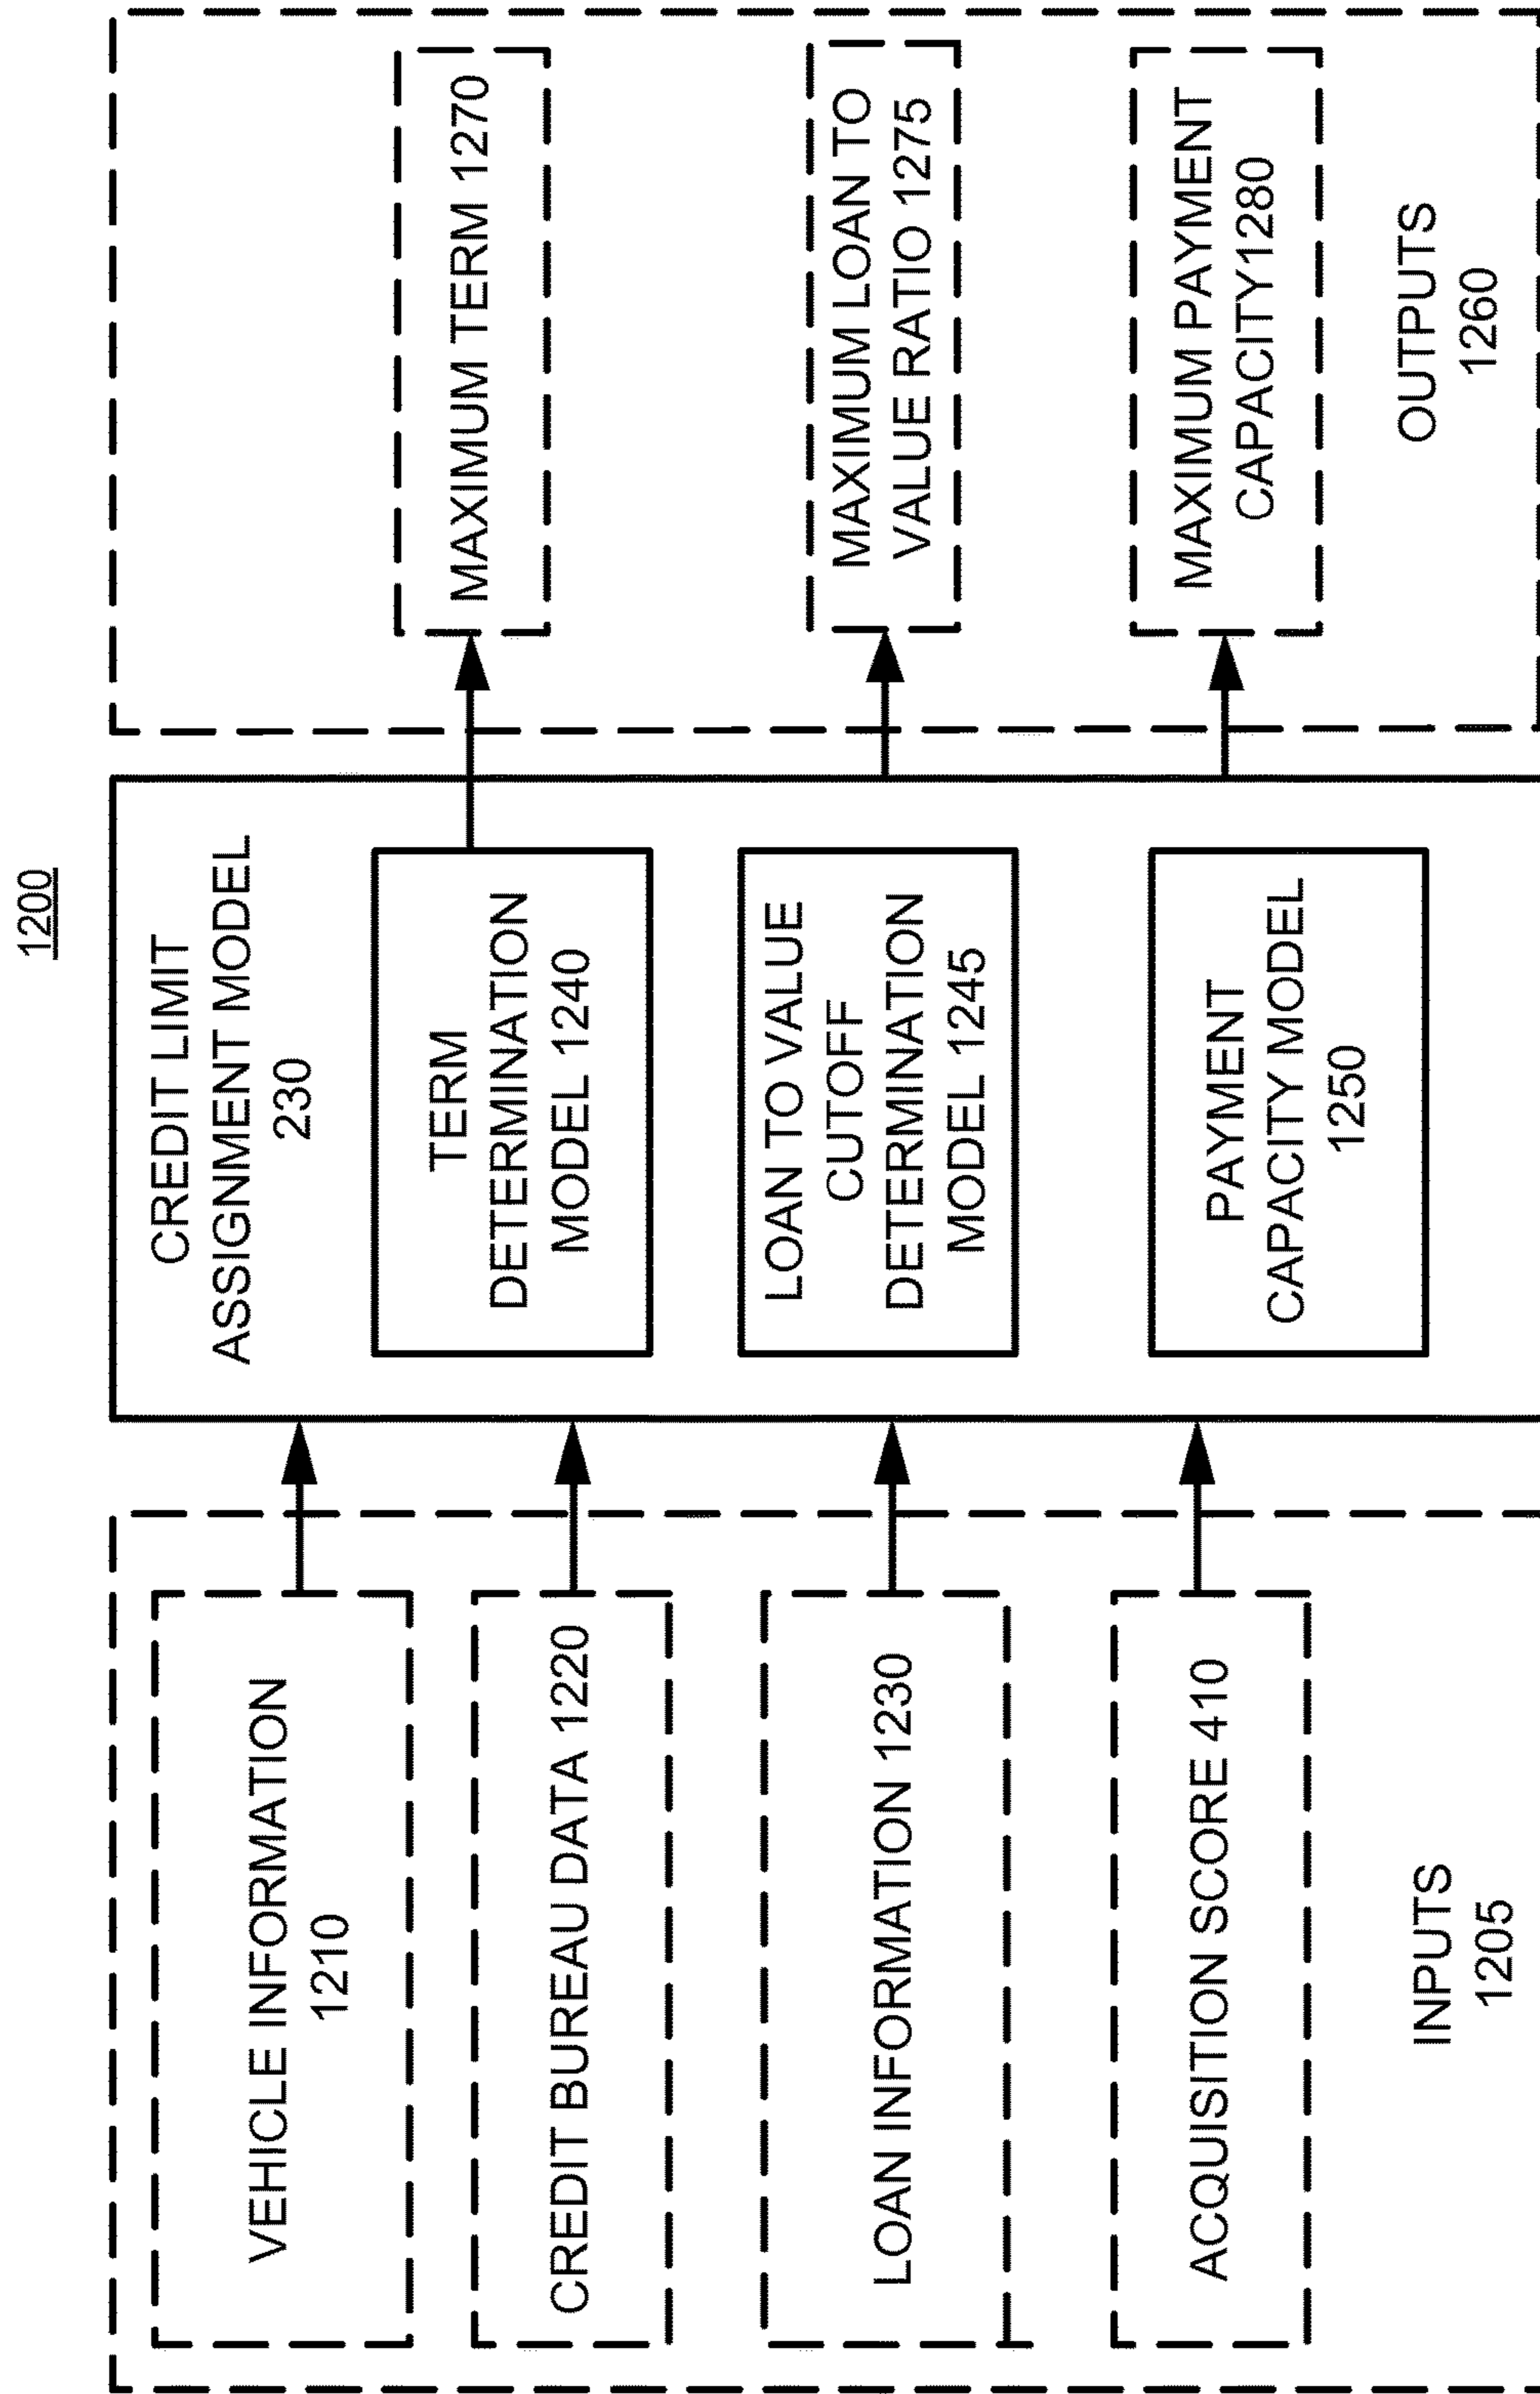 1200
VEHICLE INFORMATION
1210
CREDIT BUREAU DATA 1220
LOAN INFORMATION 1230
ACQUISITION SCORE 410
INPUTS
1205
CREDIT LIMIT
ASSIGNMENT MODEL
230
TERM
DETERMINATION
MODEL 1240
LOAN TO VALUE
CUTOFF
DETERMINATION
MODEL 1245
PAYMENT
CAPACITY MODEL
1250
MAXIMUM TERM 1270
MAXIMUM LOAN TO
VALUE RATIO 1275
MAXIMUM PAYMENT
CAPACITY1280
OUTPUTS
1260